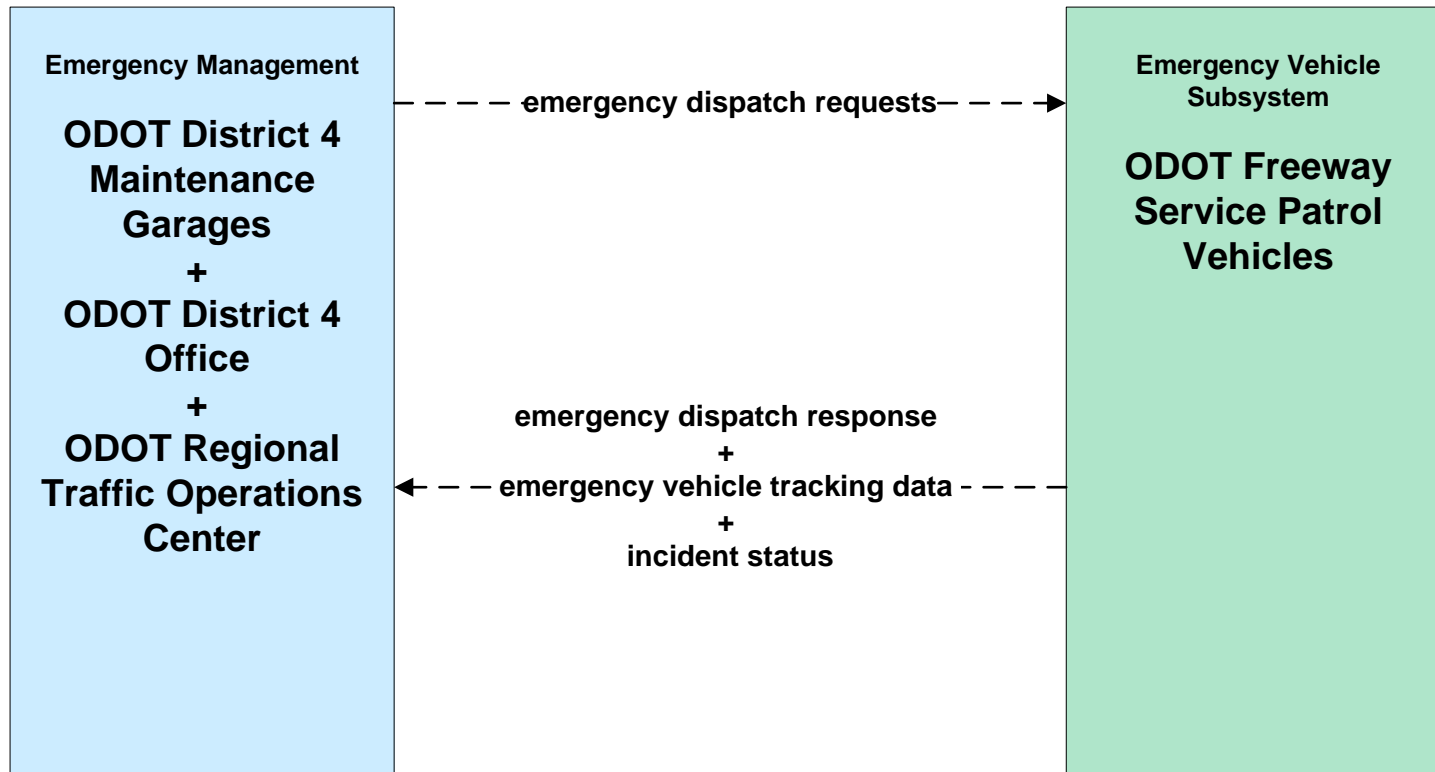 Emergency Management
ODOT District 4
Maintenance
Garages
+
ODOT District 4
Office
+
ODOT Regional
Traffic Operations
Center
emergency dispatch requests
emergency dispatch response
+
emergency vehicle tracking data
+
incident status
Emergency Vehicle
Subsystem
ODOT Freeway
Service Patrol
Vehicles